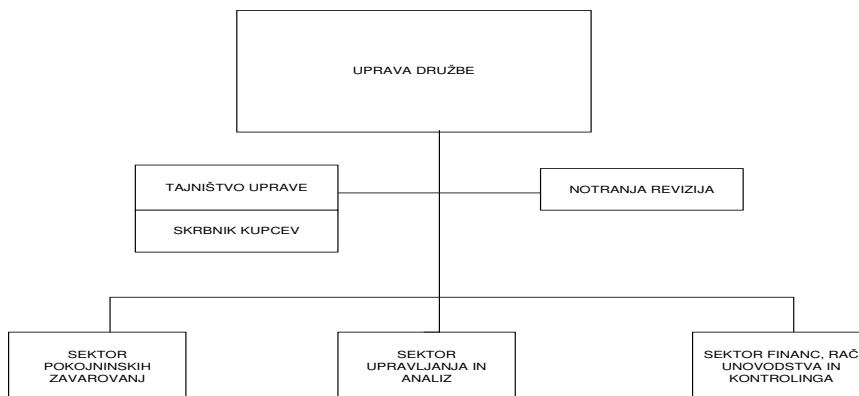 UPRAVA DRUŽBE
TAJNIŠTVO UPRAVE
NOTRANJA REVIZIJA
SKRBNIK KUPCEV
SEKTOR
POKOJNINSKIH
ZAVAROVANJ
SEKTOR
UPRAVLJANJA IN
ANALIZ
SEKTOR FINANC, RAČ
UNOVODSTVA IN
KONTROLINGA